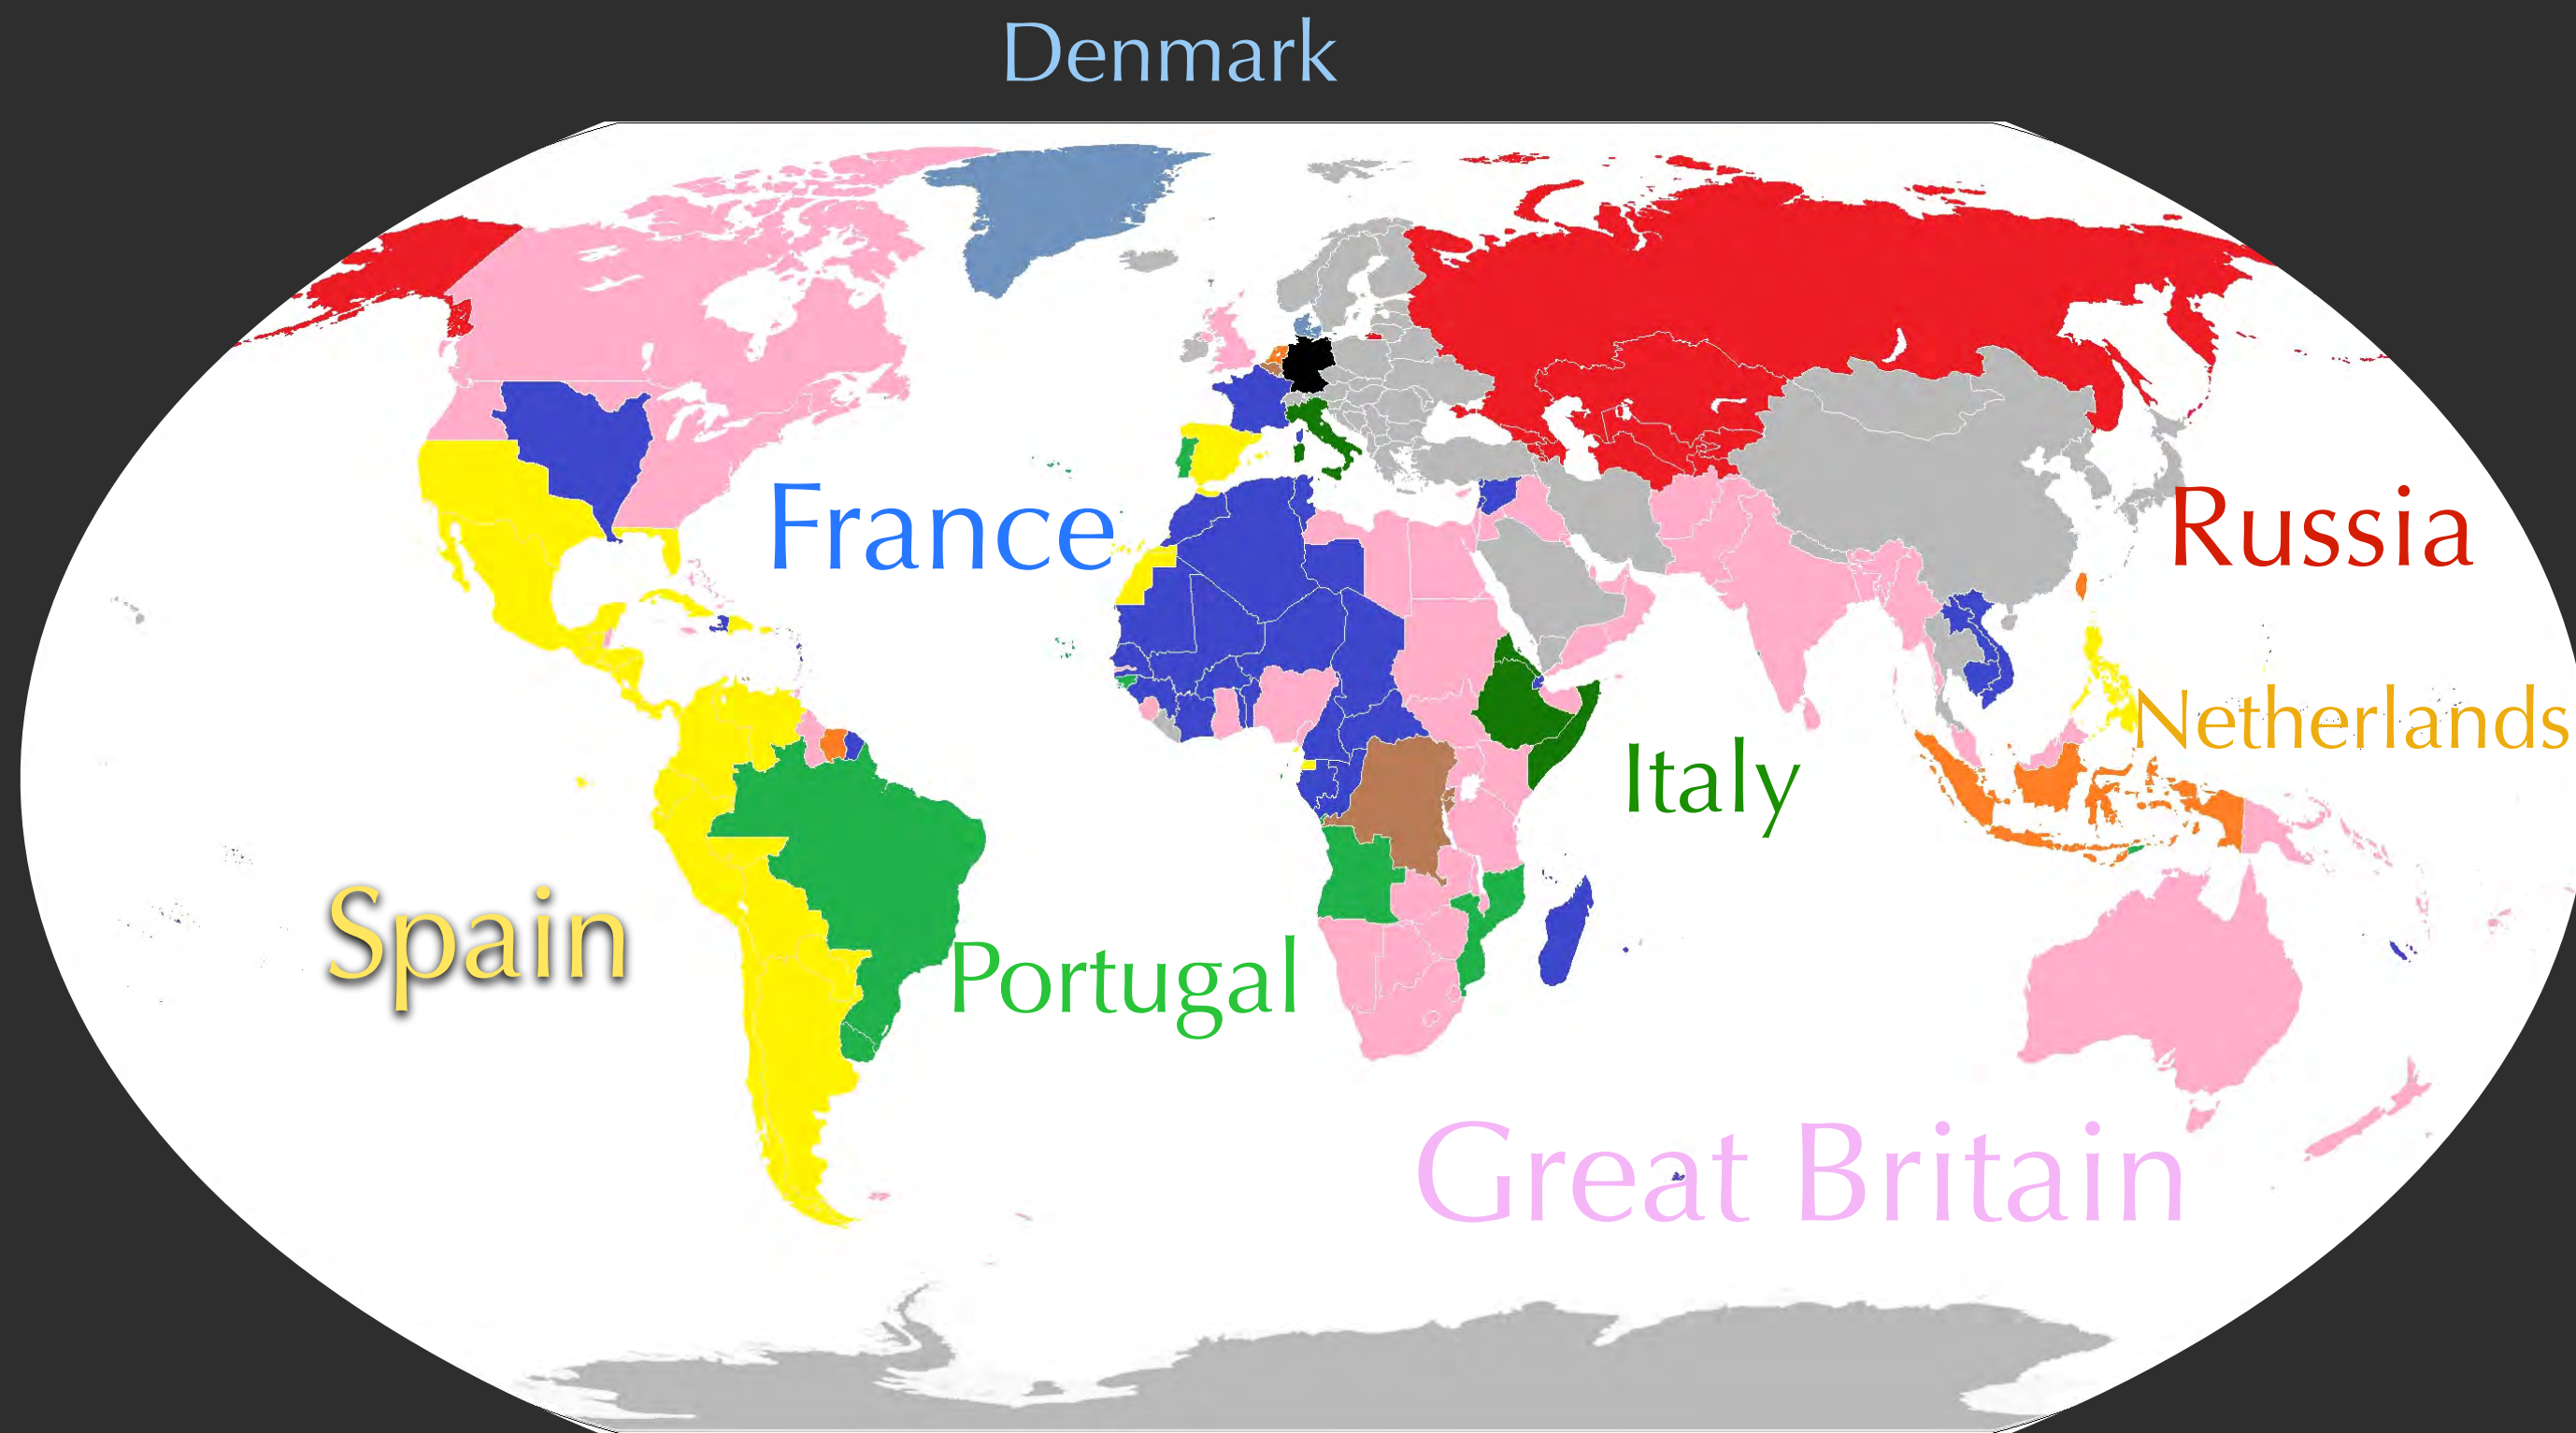 Denmark
France
Russia
Netherlands
Italy
Spain
Portugal
Great Britain